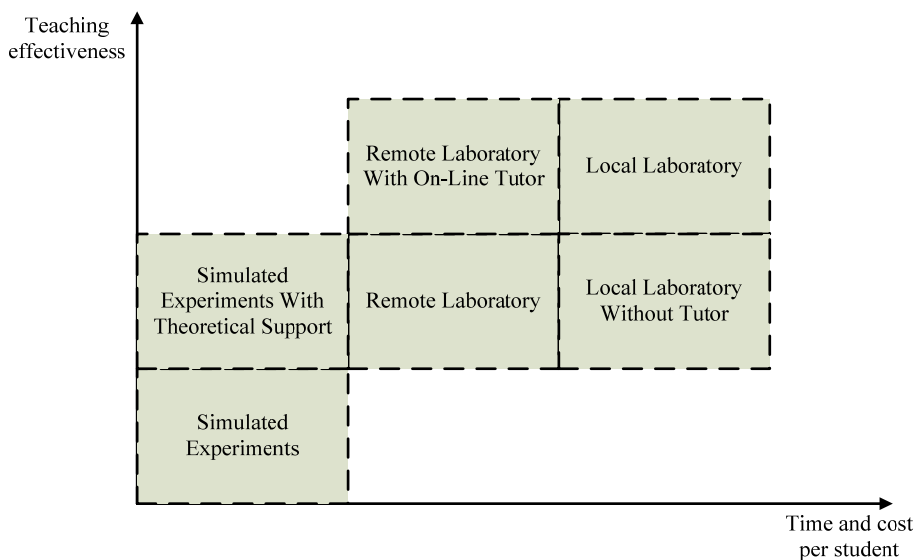 Teaching
effectiveness
Remote Laboratory
With On-Line Tutor
Local Laboratory
Simulated
Experiments With
Theoretical Support
Remote Laboratory
Local Laboratory
Without Tutor
Simulated
Experiments
Time and cost
per student